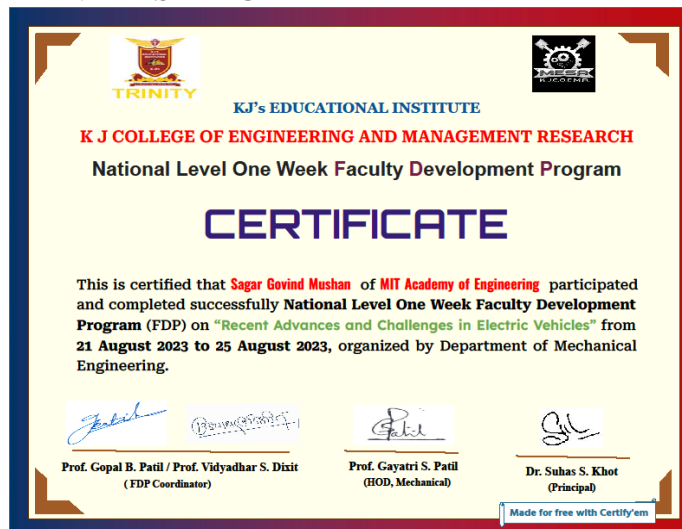 TRINITY
MESA
K.J.C.O.E.M.R
KJ's EDUCATIONAL INSTITUTE
K J COLLEGE OF ENGINEERING AND MANAGEMENT RESEARCH
National Level One Week Faculty Development Program
CERTIFICATE
This is certified that Sagar Govind Mushan of MIT Academy of Engineering participated
and completed successfully National Level One Week Faculty Development
Program (FDP) on "Recent Advances and Challenges in Electric Vehicles" from
21 August 2023 to 25 August 2023, organized by Department of Mechanical
Engineering.
Prof. Gopal B. Patil / Prof. Vidyadhar S. Dixit
( FDP Coordinator)
Prof. Gayatri S. Patil
(HOD, Mechanical)
Dr. Suhas S. Khot
(Principal)
Made for free with Certify'em